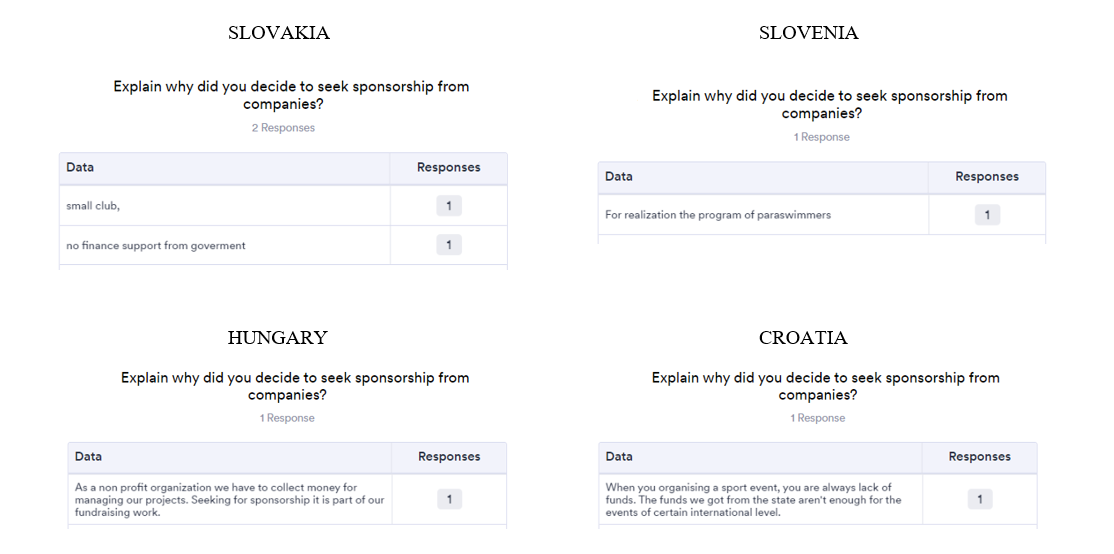 SLOVAKIA
Explain why did you decide to seek sponsorship from
companies?
2 Responses
Data Responses
small club, 1
no finance support from goverment 1
SLOVENIA
Explain why did you decide to seek sponsorship from
companies?
1 Response
Data Responses
For realization the program of paraswimmers 1
HUNGARY
Explain why did you decide to seek sponsorship from
companies?
1 Response
Data Responses
As a non profit organization we have to collect money for
managing our projects. Seeking for sponsorship it is part of our
fundraising work.
1
CROATIA
Explain why did you decide to seek sponsorship from
companies?
1 Response
Data Responses
When you organising a sport event, you are always lack of
funds. The funds we got from the state aren't enough for the
events of certain international level.
1